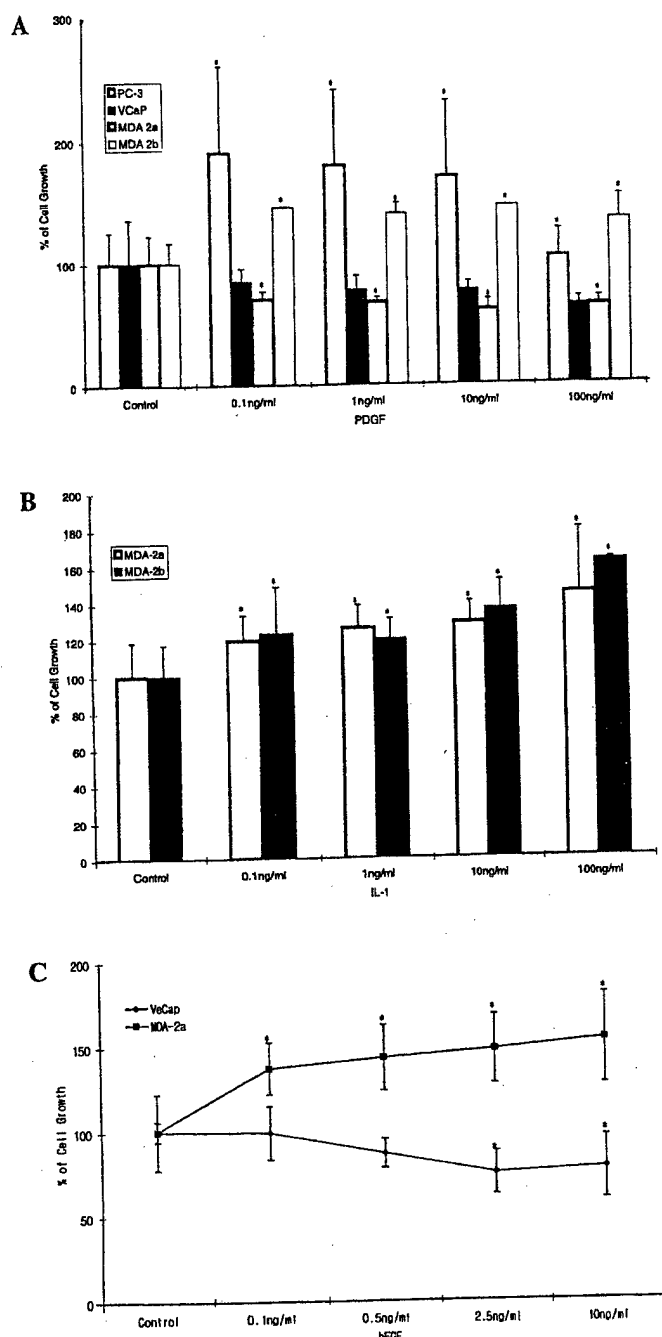 A
300
200
100
0
% of Cell Growth
PC-3
VCaP
MDA 2a
MDA 2b
Control
0.1ng/ml
1ng/ml
10ng/ml
100ng/ml
PDGF
B
200
180
160
140
120
100
80
60
40
20
0
% of Cell Growth
MDA-2a
MDA-2b
Control
0.1ng/ml
1ng/ml
10ng/ml
100ng/ml
IL-1
C
200
150
100
50
0
% of Cell Growth
VeCap
MDA-2a
Control
0.1ng/ml
0.5ng/ml
2.5ng/ml
10ng/ml